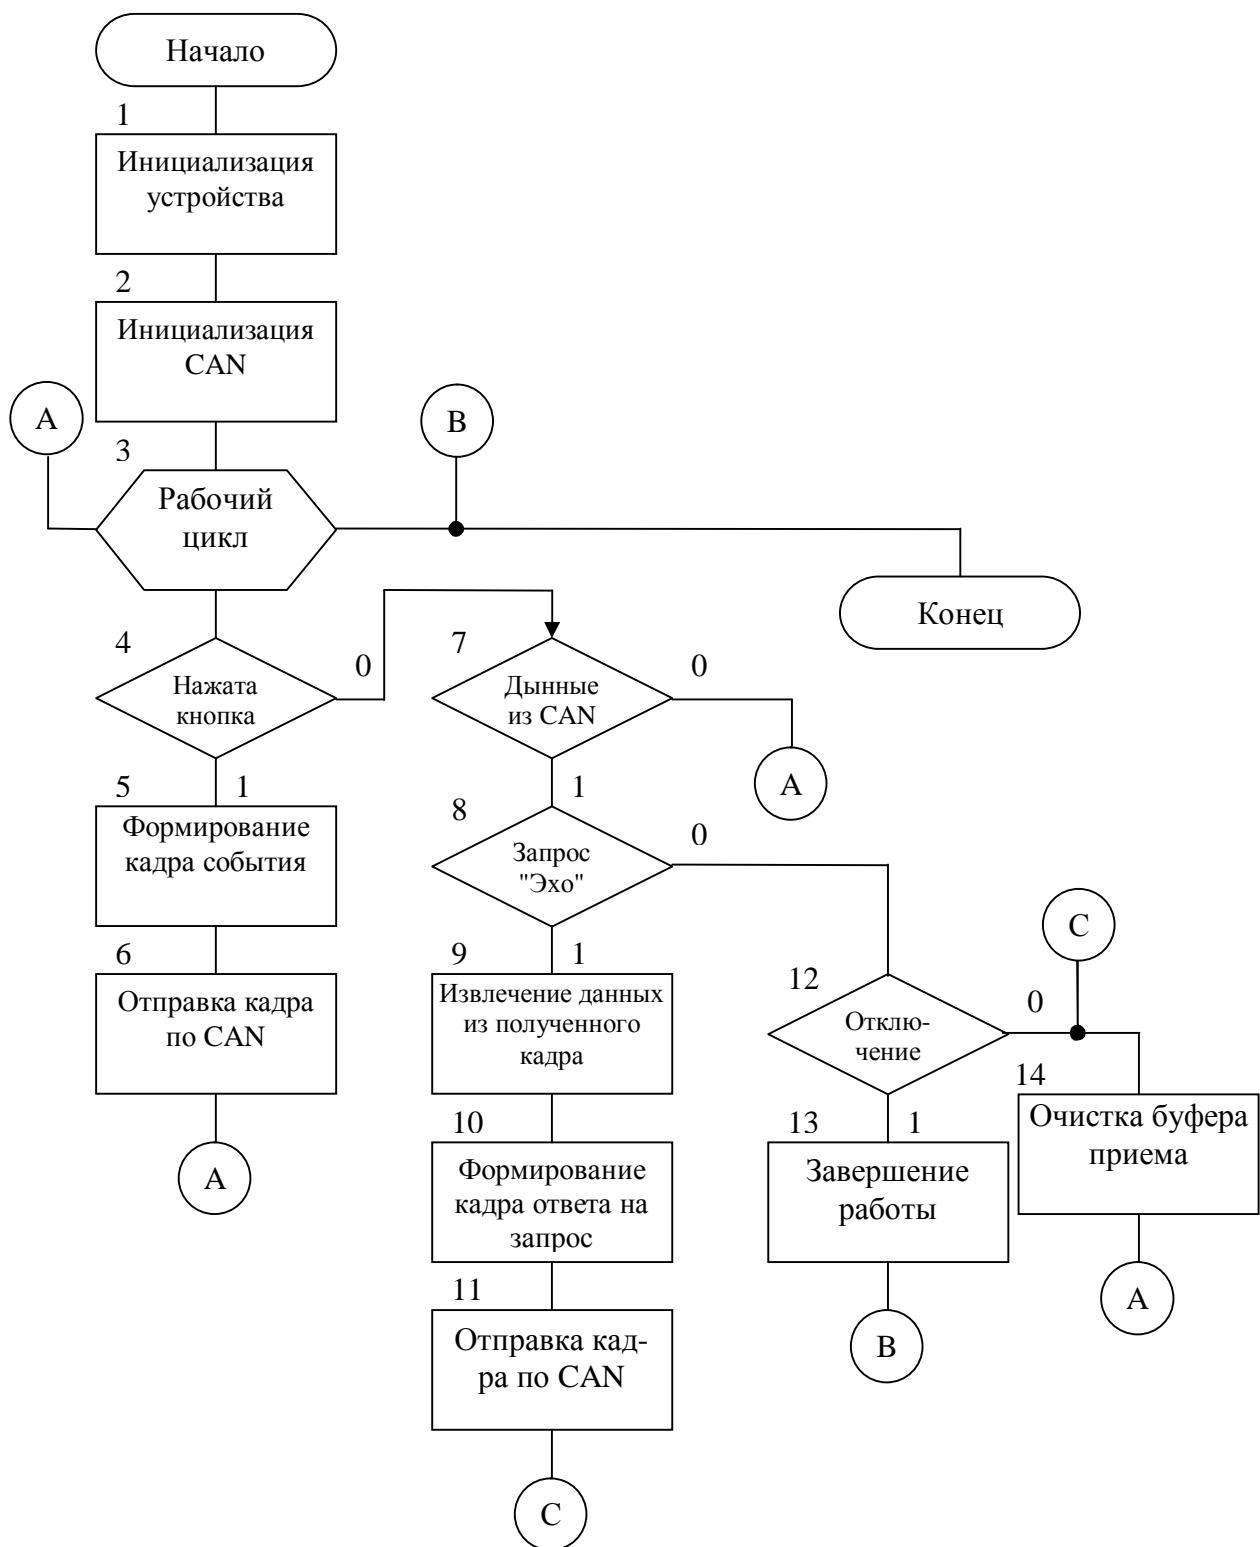 Начало
1
Инициализация
устройства
2
Инициализация
CAN
A
B
3
Рабочий
цикл
Конец
4
0
7
0
Нажата
кнопка
Дынные
из CAN
A
5
1
1
8
0
Формирование
кадра события
Запрос
"Эхо"
C
6
9
1
12
0
Отправка кадра
по CAN
Извлечение данных
из полученного
кадра
Отклю-
чение
14
10
13
1
Очистка буфера
приема
A
Формирование
кадра ответа на
запрос
Завершение
работы
11
A
B
Отправка кад-
ра по CAN
C